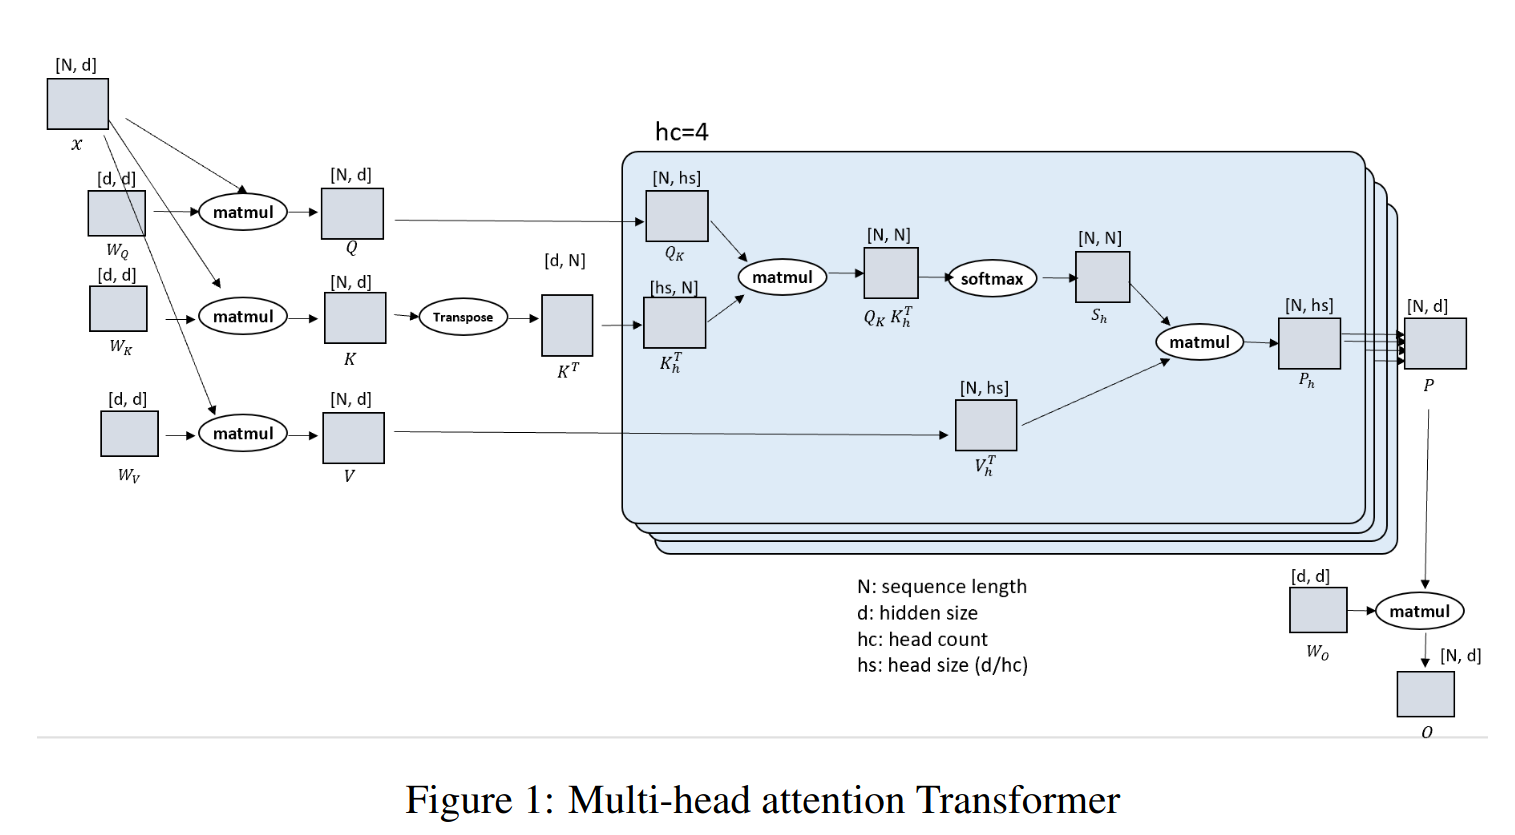 [N, d]
x
[d, d]
W_Q
matmul
[N, d]
Q
[d, d]
W_K
matmul
[N, d]
K
Transpose
[d, N]
K^T
[d, d]
W_V
matmul
[N, d]
V
hc=4
[N, hs]
Q_K
[hs, N]
K_h^T
matmul
[N, N]
Q_K K_h^T
softmax
[N, N]
S_h
[N, hs]
V_h^T
matmul
[N, hs]
P_h
[N, d]
P
N: sequence length
d: hidden size
hc: head count
hs: head size (d/hc)
[d, d]
W_O
matmul
[N, d]
O
Figure 1: Multi-head attention Transformer